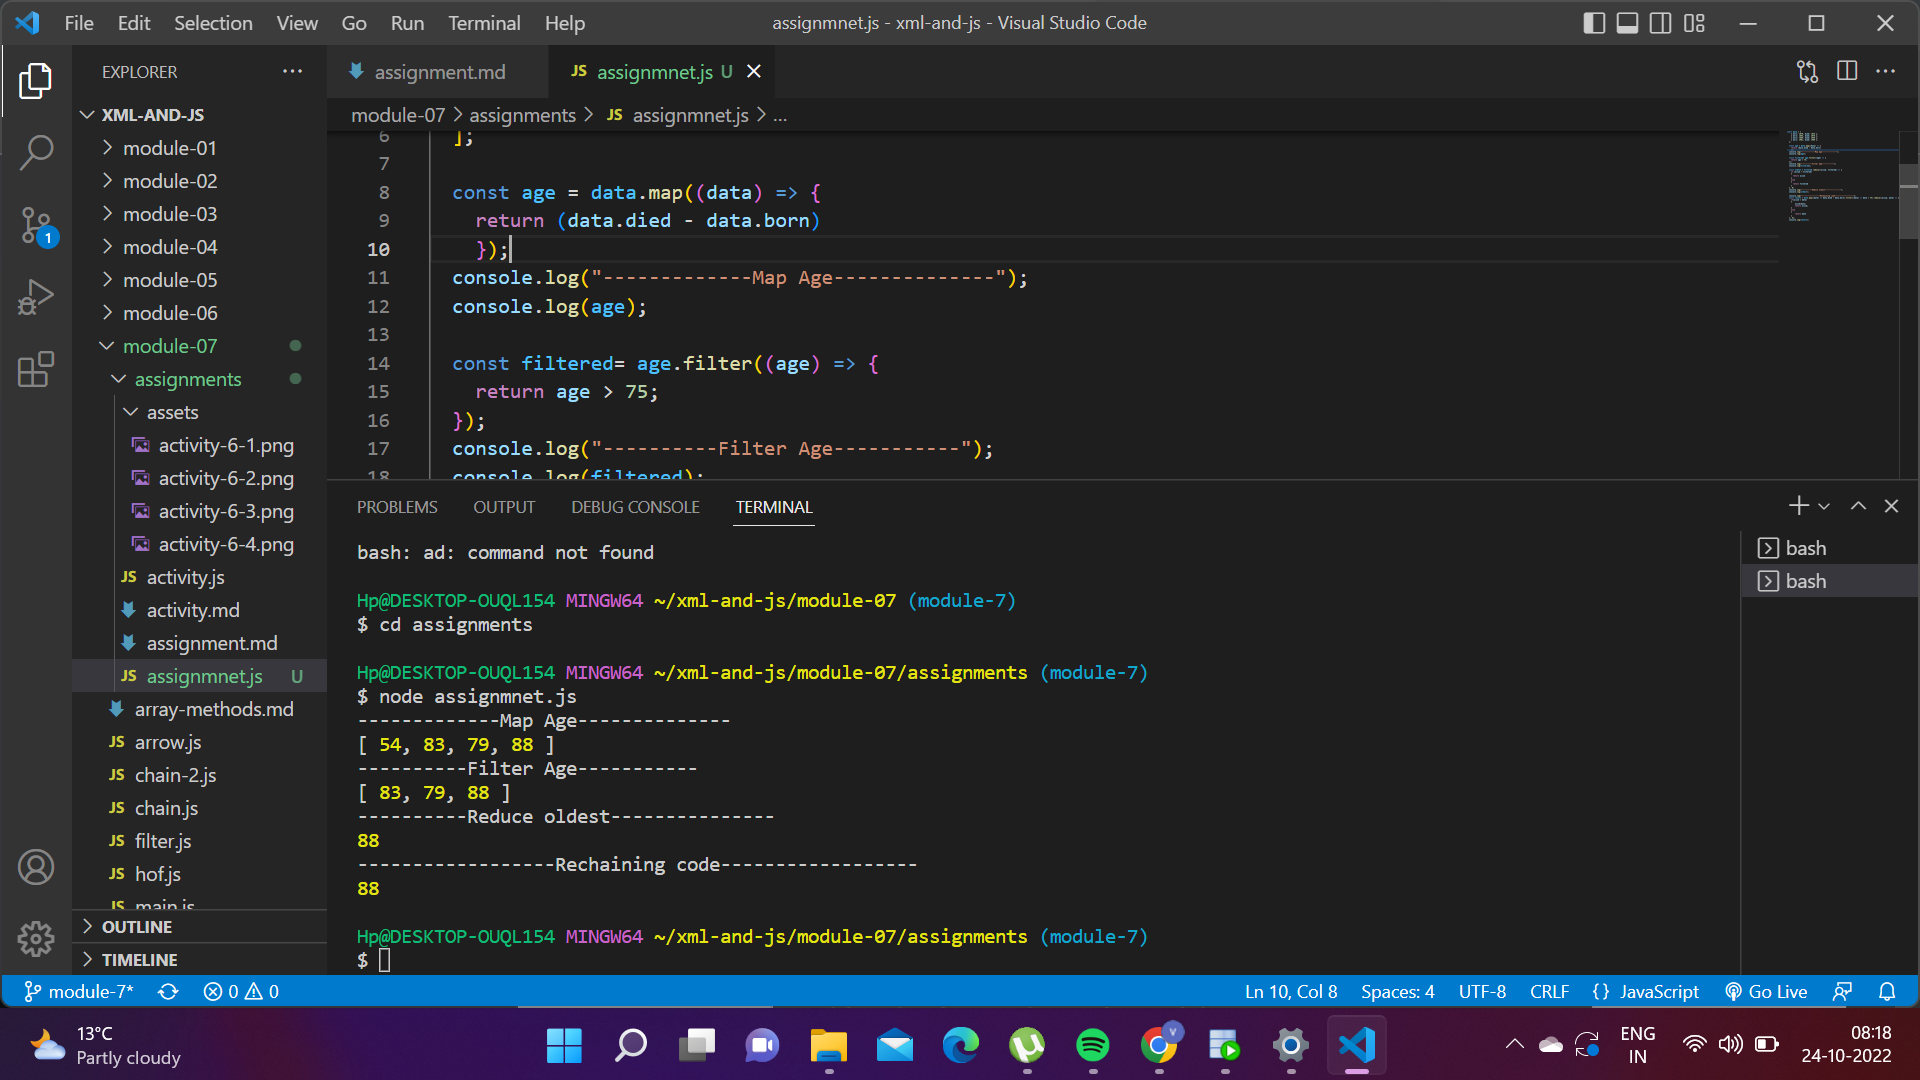 File Edit Selection View Go Run Terminal Help
assignmnet.js - xml-and-js - Visual Studio Code
EXPLORER
XML-AND-JS
module-01
module-02
module-03
module-04
module-05
module-06
module-07
assignments
assets
activity-6-1.png
activity-6-2.png
activity-6-3.png
activity-6-4.png
JS activity.js
activity.md
assignment.md
JS assignmnet.js U
array-methods.md
JS arrow.js
JS chain-2.js
JS chain.js
JS filter.js
JS hof.js
JS main.js
OUTLINE
TIMELINE
1
assignment.md
JS assignmnet.js U
module-07 > assignments > JS assignmnet.js > ...
6 ];
7
8 const age = data.map((data) => {
9 return (data.died - data.born)
10 });
11 console.log("-------------Map Age--------------");
12 console.log(age);
13
14 const filtered= age.filter((age) => {
15 return age > 75;
16 });
17 console.log("----------Filter Age-----------");
18 console.log(filtered);
PROBLEMS OUTPUT DEBUG CONSOLE TERMINAL
bash: ad: command not found
Hp@DESKTOP-OUQL154 MINGW64 ~/xml-and-js/module-07 (module-7)
$ cd assignments
Hp@DESKTOP-OUQL154 MINGW64 ~/xml-and-js/module-07/assignments (module-7)
$ node assignmnet.js
-------------Map Age--------------
[ 54, 83, 79, 88 ]
----------Filter Age-----------
[ 83, 79, 88 ]
----------Reduce oldest---------------
88
------------------Rechaining code------------------
88
Hp@DESKTOP-OUQL154 MINGW64 ~/xml-and-js/module-07/assignments (module-7)
$
bash
bash
module-7* 0 0
Ln 10, Col 8 Spaces: 4 UTF-8 CRLF {} JavaScript Go Live
13°C
Partly cloudy
ENG
IN
08:18
24-10-2022